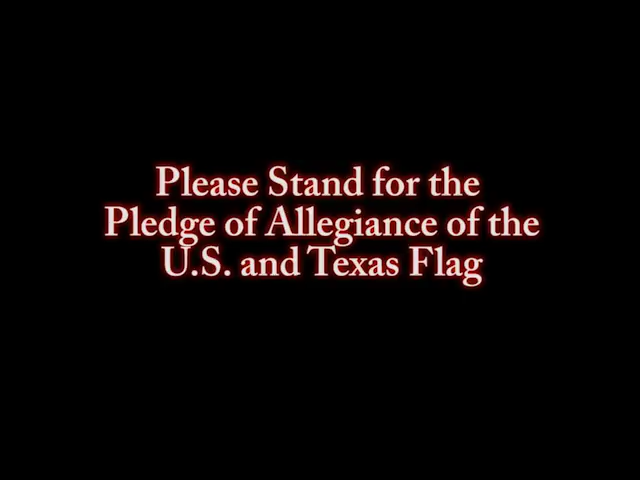 Please Stand for the
Pledge of Allegiance of the
U.S. and Texas Flag